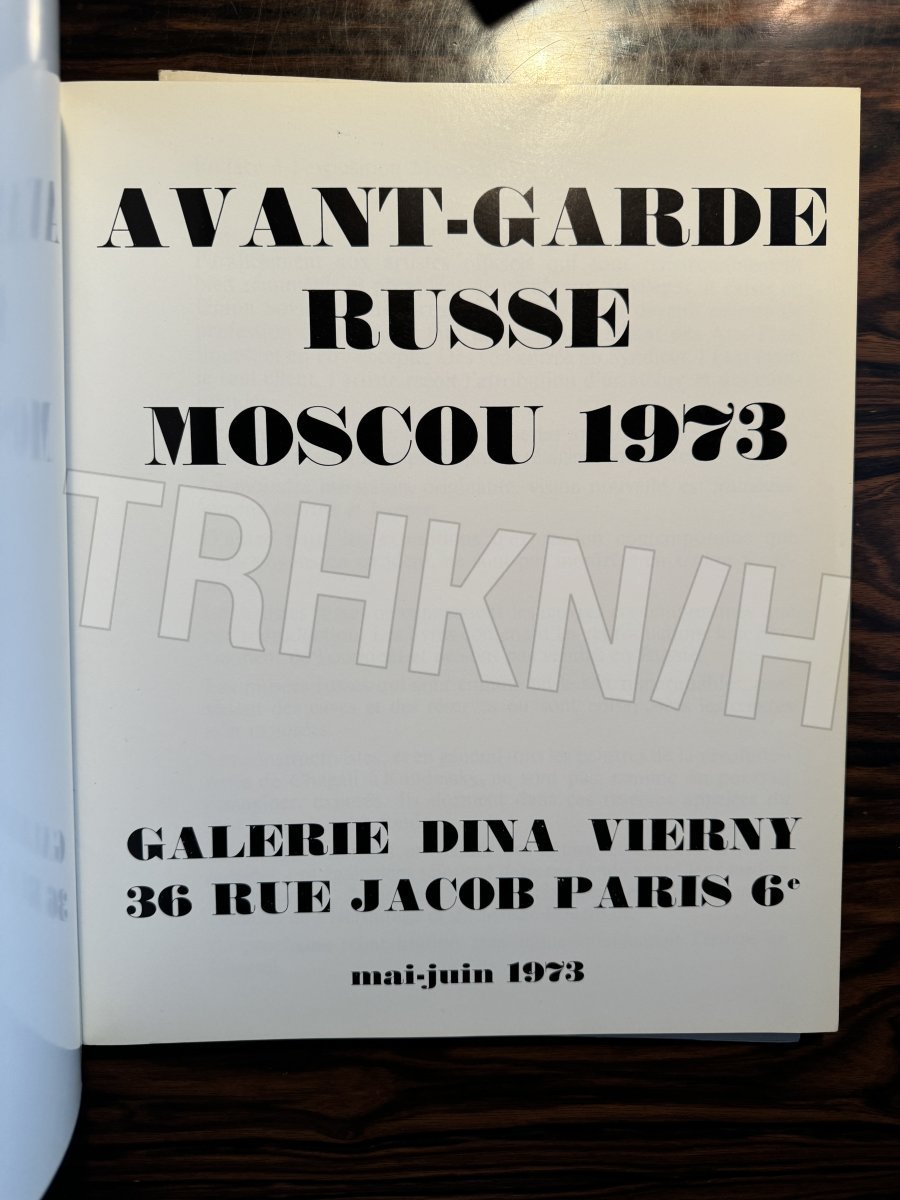 AVANT-GARDE
RUSSE
MOSCOU 1973
TRHKN/H
GALERIE DINA VIERNY
36 RUE JACOB PARIS 6e
mai-juin 1973